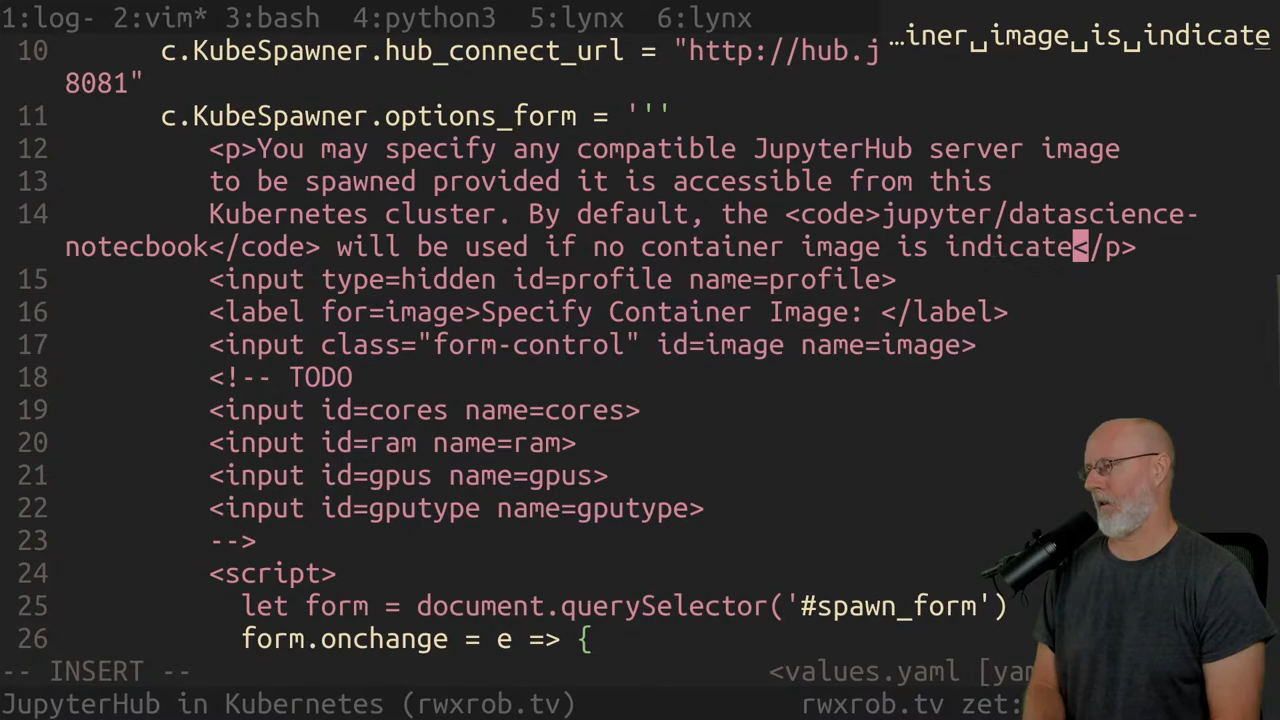 1:log- 2:vim* 3:bash 4:python3 5:lynx 6:lynx
…iner␣image␣is␣indicate
10 c.KubeSpawner.hub_connect_url = "http://hub.j
8081"
11 c.KubeSpawner.options_form = '''
12 <p>You may specify any compatible JupyterHub server image
13 to be spawned provided it is accessible from this
14 Kubernetes cluster. By default, the <code>jupyter/datascience-
notecbook</code> will be used if no container image is indicate</p>
15 <input type=hidden id=profile name=profile>
16 <label for=image>Specify Container Image: </label>
17 <input class="form-control" id=image name=image>
18 <!-- TODO
19 <input id=cores name=cores>
20 <input id=ram name=ram>
21 <input id=gpus name=gpus>
22 <input id=gputype name=gputype>
23 -->
24 <script>
25 let form = document.querySelector('#spawn_form')
26 form.onchange = e => {
-- INSERT -- <values.yaml [yam
JupyterHub in Kubernetes (rwxrob.tv) rwxrob.tv zet: